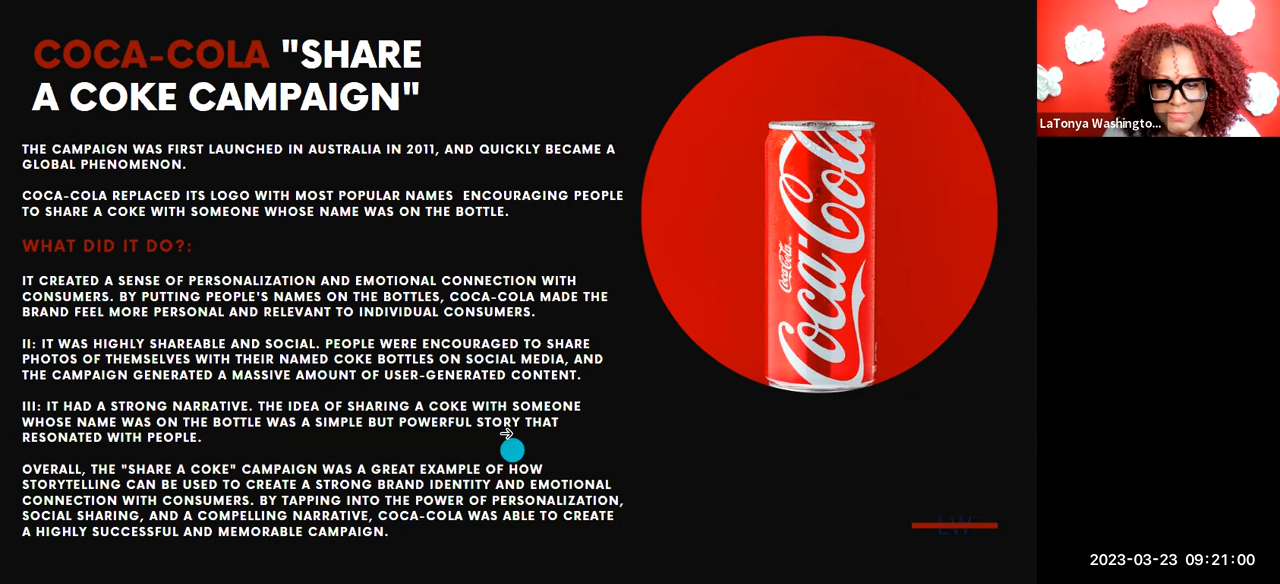 COCA-COLA "SHARE
A COKE CAMPAIGN"
THE CAMPAIGN WAS FIRST LAUNCHED IN AUSTRALIA IN 2011, AND QUICKLY BECAME A
GLOBAL PHENOMENON.
COCA-COLA REPLACED ITS LOGO WITH MOST POPULAR NAMES ENCOURAGING PEOPLE
TO SHARE A COKE WITH SOMEONE WHOSE NAME WAS ON THE BOTTLE.
WHAT DID IT DO?:
IT CREATED A SENSE OF PERSONALIZATION AND EMOTIONAL CONNECTION WITH
CONSUMERS. BY PUTTING PEOPLE'S NAMES ON THE BOTTLES, COCA-COLA MADE THE
BRAND FEEL MORE PERSONAL AND RELEVANT TO INDIVIDUAL CONSUMERS.
II: IT WAS HIGHLY SHAREABLE AND SOCIAL. PEOPLE WERE ENCOURAGED TO SHARE
PHOTOS OF THEMSELVES WITH THEIR NAMED COKE BOTTLES ON SOCIAL MEDIA, AND
THE CAMPAIGN GENERATED A MASSIVE AMOUNT OF USER-GENERATED CONTENT.
III: IT HAD A STRONG NARRATIVE. THE IDEA OF SHARING A COKE WITH SOMEONE
WHOSE NAME WAS ON THE BOTTLE WAS A SIMPLE BUT POWERFUL STORY THAT
RESONATED WITH PEOPLE.
OVERALL, THE "SHARE A COKE" CAMPAIGN WAS A GREAT EXAMPLE OF HOW
STORYTELLING CAN BE USED TO CREATE A STRONG BRAND IDENTITY AND EMOTIONAL
CONNECTION WITH CONSUMERS. BY TAPPING INTO THE POWER OF PERSONALIZATION,
SOCIAL SHARING, AND A COMPELLING NARRATIVE, COCA-COLA WAS ABLE TO CREATE
A HIGHLY SUCCESSFUL AND MEMORABLE CAMPAIGN.
Coca-Cola
Coca-Cola
LW
LaTonya Washingto...
2023-03-23 09:21:00